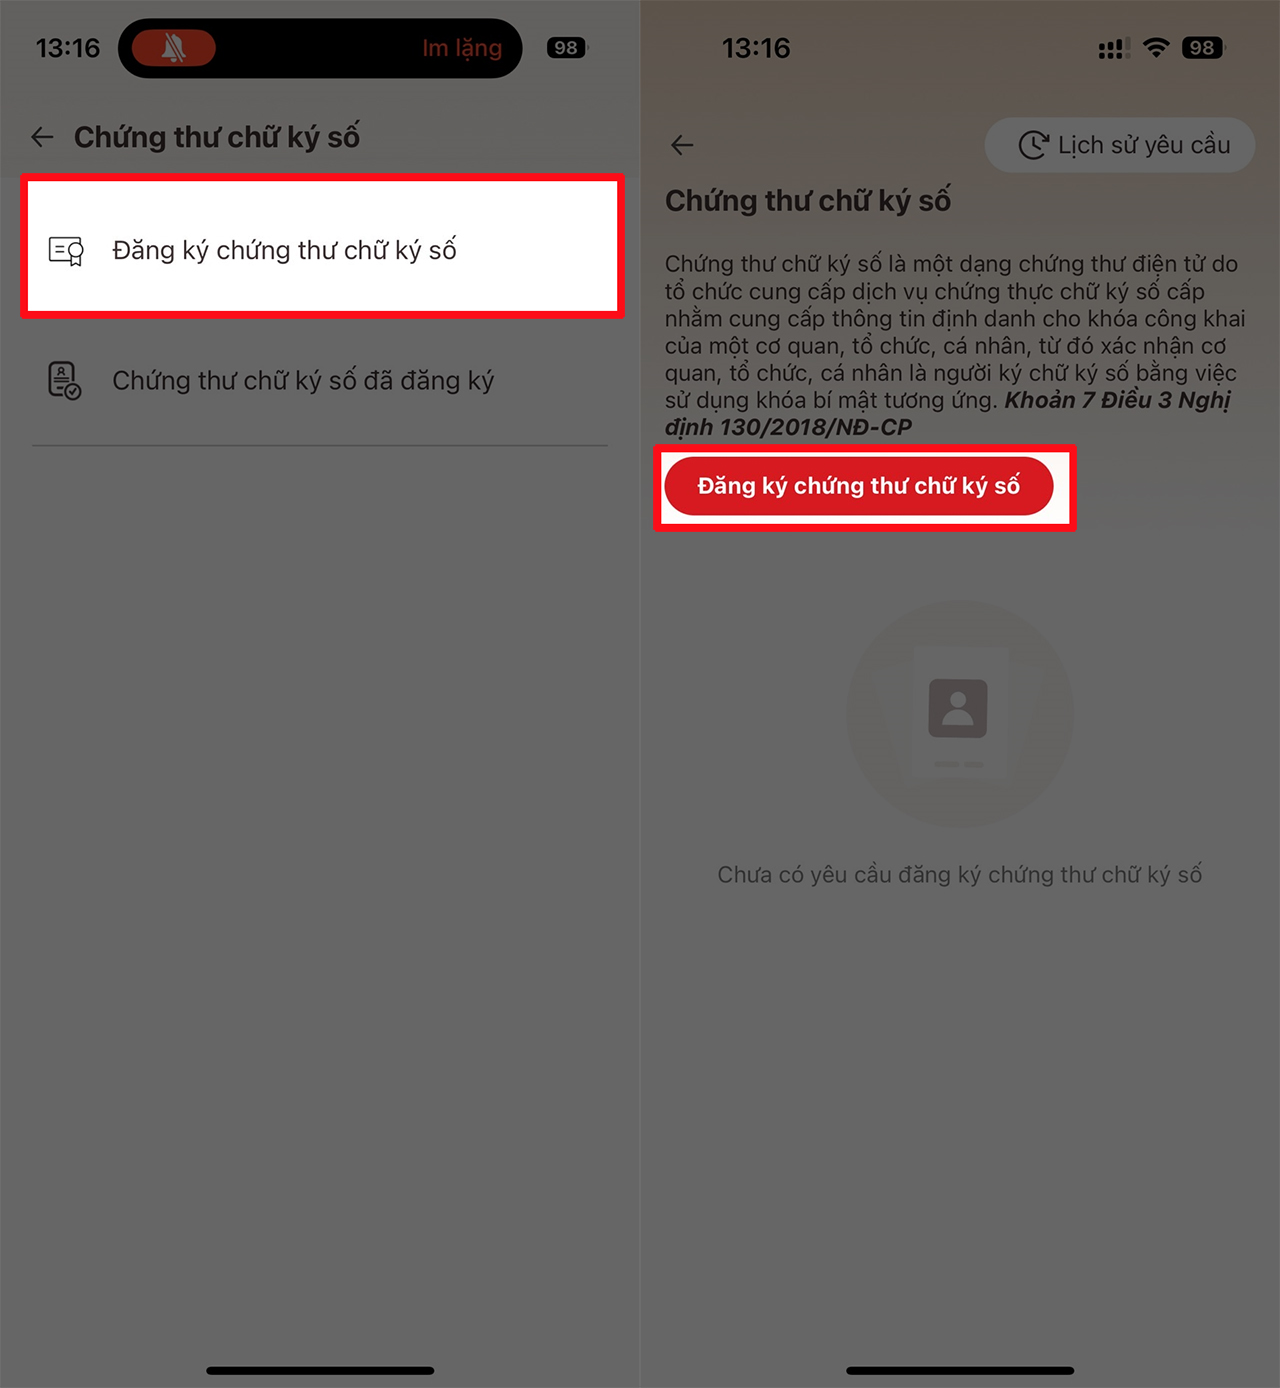 13:16
Im lặng
98
Chứng thư chữ ký số
Đăng ký chứng thư chữ ký số
Chứng thư chữ ký số đã đăng ký
13:16
98
Lịch sử yêu cầu
Chứng thư chữ ký số
Chứng thư chữ ký số là một dạng chứng thư điện tử do
tổ chức cung cấp dịch vụ chứng thực chữ ký số cấp
nhằm cung cấp thông tin định danh cho khóa công khai
của một cơ quan, tổ chức, cá nhân, từ đó xác nhận cơ
quan, tổ chức, cá nhân là người ký chữ ký số bằng việc
sử dụng khóa bí mật tương ứng. Khoản 7 Điều 3 Nghị
định 130/2018/NĐ-CP
Đăng ký chứng thư chữ ký số
Chưa có yêu cầu đăng ký chứng thư chữ ký số